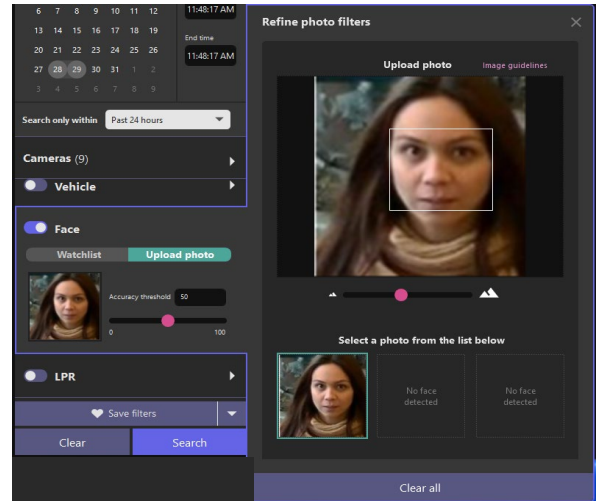 6 7 8 9 10 11 12
11:48:17 AM
13 14 15 16 17 18 19
End time
20 21 22 23 24 25 26
11:48:17 AM
27 28 29 30 31 1 2
3 4 5 6 7 8 9
Search only within Past 24 hours
Cameras (9)
Vehicle
Face
Watchlist Upload photo
Accuracy threshold 50
0 100
LPR
Save filters
Clear Search
Refine photo filters
Upload photo Image guidelines
Select a photo from the list below
No face
detected
No face
detected
Clear all